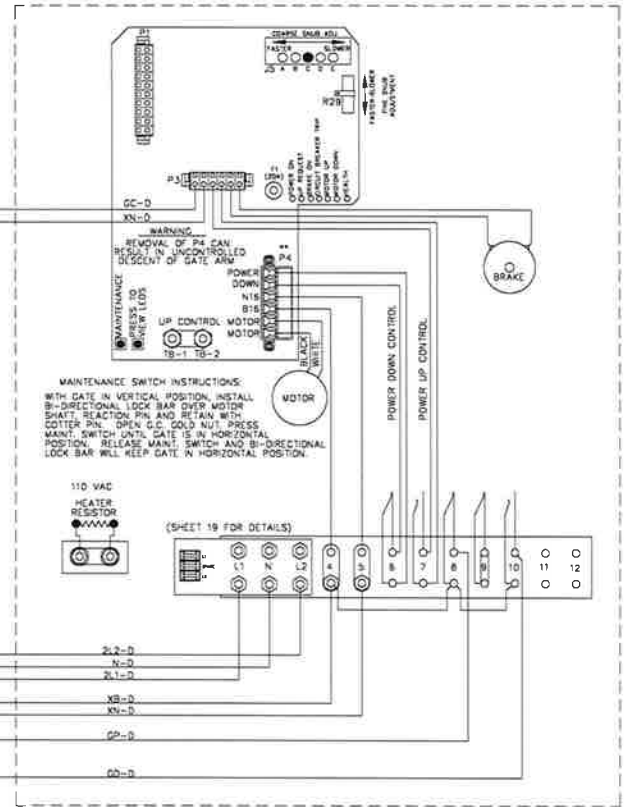 P1
COARSE SNUB ADJ.
FASTER SLOWER
J5 A B C D E
R29
FASTER-SLOWER
FINE SNUB
ADJUSTMENT
P3
F1
(20A)
POWER ON
UP REQUEST
BRAKE ON
CIRCUIT BREAKER TRIP
MOTOR UP
MOTOR DOWN
HEALTH
GC-D
XN-D
WARNING
REMOVAL OF P4 CAN
RESULT IN UNCONTROLLED
DESCENT OF GATE ARM
**
P4
POWER
DOWN
N16
B16
MOTOR
MOTOR
MAINTENANCE
PRESS TO
VIEW LEDS
UP CONTROL
TB-1 TB-2
BLACK
WHITE
MOTOR
BRAKE
POWER DOWN CONTROL
POWER UP CONTROL
MAINTENANCE SWITCH INSTRUCTIONS:
WITH GATE IN VERTICAL POSITION, INSTALL
BI-DIRECTIONAL LOCK BAR OVER MOTOR
SHAFT, REACTION PIN AND RETAIN WITH
COTTER PIN. OPEN G.C. GOLD NUT, PRESS
MAINT. SWITCH UNTIL GATE IS IN HORIZONTAL
POSITION. RELEASE MAINT. SWITCH AND BI-DIRECTIONAL
LOCK BAR WILL KEEP GATE IN HORIZONTAL POSITION.
110 VAC
HEATER
RESISTOR
(SHEET 19 FOR DETAILS)
L1 N L2 4 5 6 7 8 9 10 11 12
2L2-D
N-D
2L1-D
XB-D
XN-D
GP-D
GD-D